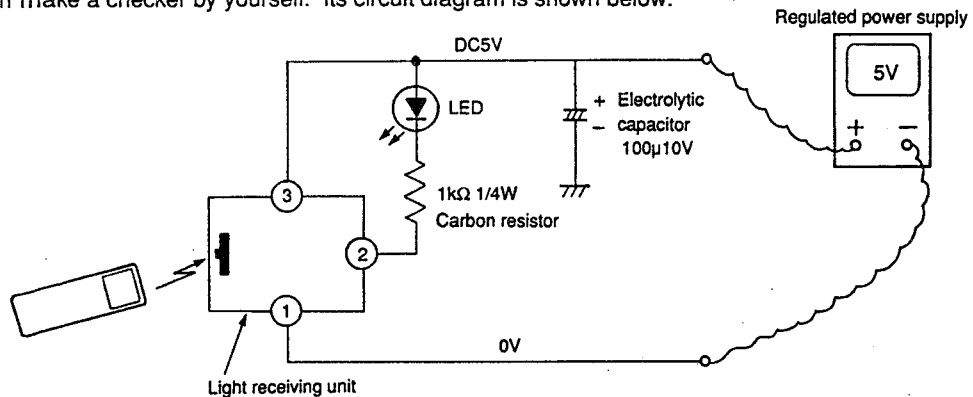 make a checker by yourself. Its circuit diagram is shown below.
Regulated power supply
DC5V
5V
LED
+ Electrolytic
− capacitor
100µ10V
+ −
3
1kΩ 1/4W
Carbon resistor
2
1
0V
Light receiving unit